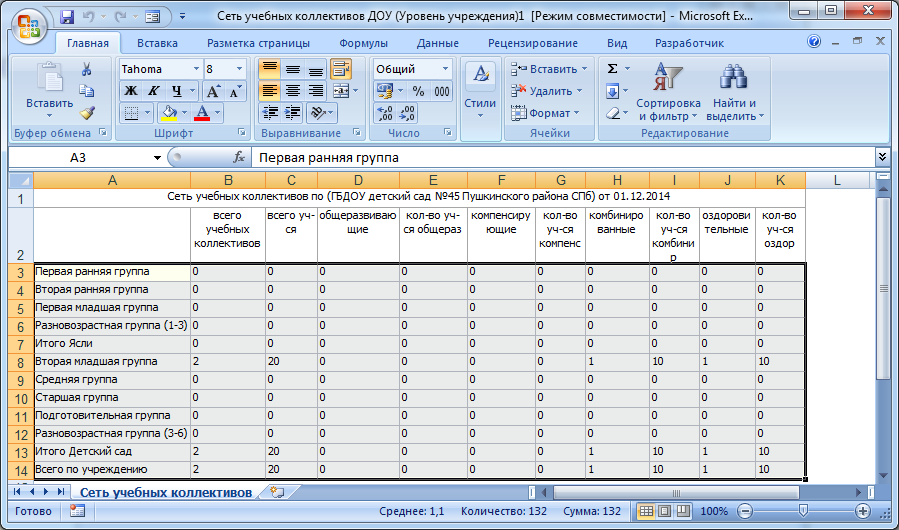 Сеть учебных коллективов ДОУ (Уровень учреждения)1 [Режим совместимости] - Microsoft Ex...
Главная Вставка Разметка страницы Формулы Данные Рецензирование Вид Разработчик
Вставить
Буфер обмена
Tahoma 8
Ж К Ч
Шрифт
Выравнивание
Общий
% 000
Число
Стили
Вставить
Удалить
Формат
Ячейки
Σ
Сортировка и фильтр
Найти и выделить
Редактирование
A3 fx Первая ранняя группа
A B C D E F G H I J K L
1 Сеть учебных коллективов по (ГБДОУ детский сад №45 Пушкинского района СПб) от 01.12.2014
2 всего учебных коллективов всего уч-ся общеразвивающие кол-во уч-ся общераз компенсирующие кол-во уч-ся компенс комбинированные кол-во уч-ся комбинир оздоровительные кол-во уч-ся оздор
3 Первая ранняя группа 0 0 0 0 0 0 0 0 0 0
4 Вторая ранняя группа 0 0 0 0 0 0 0 0 0 0
5 Первая младшая группа 0 0 0 0 0 0 0 0 0 0
6 Разновозрастная группа (1-3) 0 0 0 0 0 0 0 0 0 0
7 Итого Ясли 0 0 0 0 0 0 0 0 0 0
8 Вторая младшая группа 2 20 0 0 0 0 1 10 1 10
9 Средняя группа 0 0 0 0 0 0 0 0 0 0
10 Старшая группа 0 0 0 0 0 0 0 0 0 0
11 Подготовительная группа 0 0 0 0 0 0 0 0 0 0
12 Разновозрастная группа (3-6) 0 0 0 0 0 0 0 0 0 0
13 Итого Детский сад 2 20 0 0 0 0 1 10 1 10
14 Всего по учреждению 2 20 0 0 0 0 1 10 1 10
Сеть учебных коллективов
Готово Среднее: 1,1 Количество: 132 Сумма: 132 100%